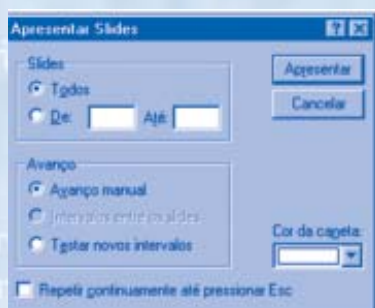 Apresentar Slides
Slides
Todos
De: Até:
Apresentar
Cancelar
Avanço
Avanço manual
Intervalos entre os slides
Testar novos intervalos
Cor da caneta:
Repetir continuamente até pressionar Esc